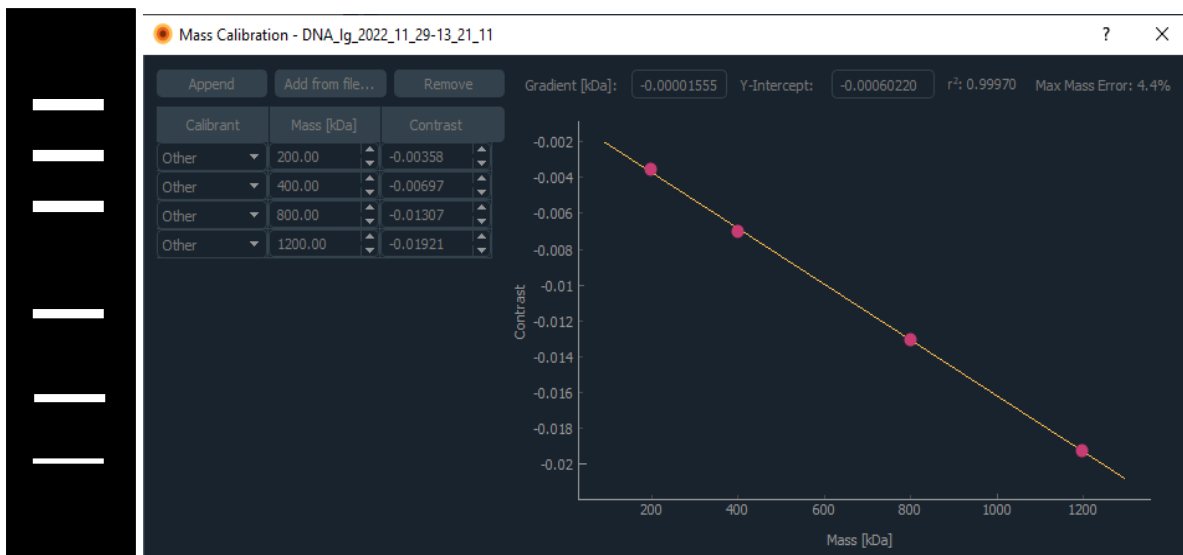 Mass Calibration - DNA_Ig_2022_11_29-13_21_11 ?
Append Add from file... Remove Gradient [kDa]: -0.00001555 Y-Intercept: -0.00060220 r²: 0.99970 Max Mass Error: 4.4%
Calibrant Mass [kDa] Contrast
Other 200.00 -0.00358
Other 400.00 -0.00697
Other 800.00 -0.01307
Other 1200.00 -0.01921
-0.002
-0.004
-0.006
-0.008
-0.01
-0.012
-0.014
-0.016
-0.018
-0.02
Contrast
200 400 600 800 1000 1200
Mass [kDa]